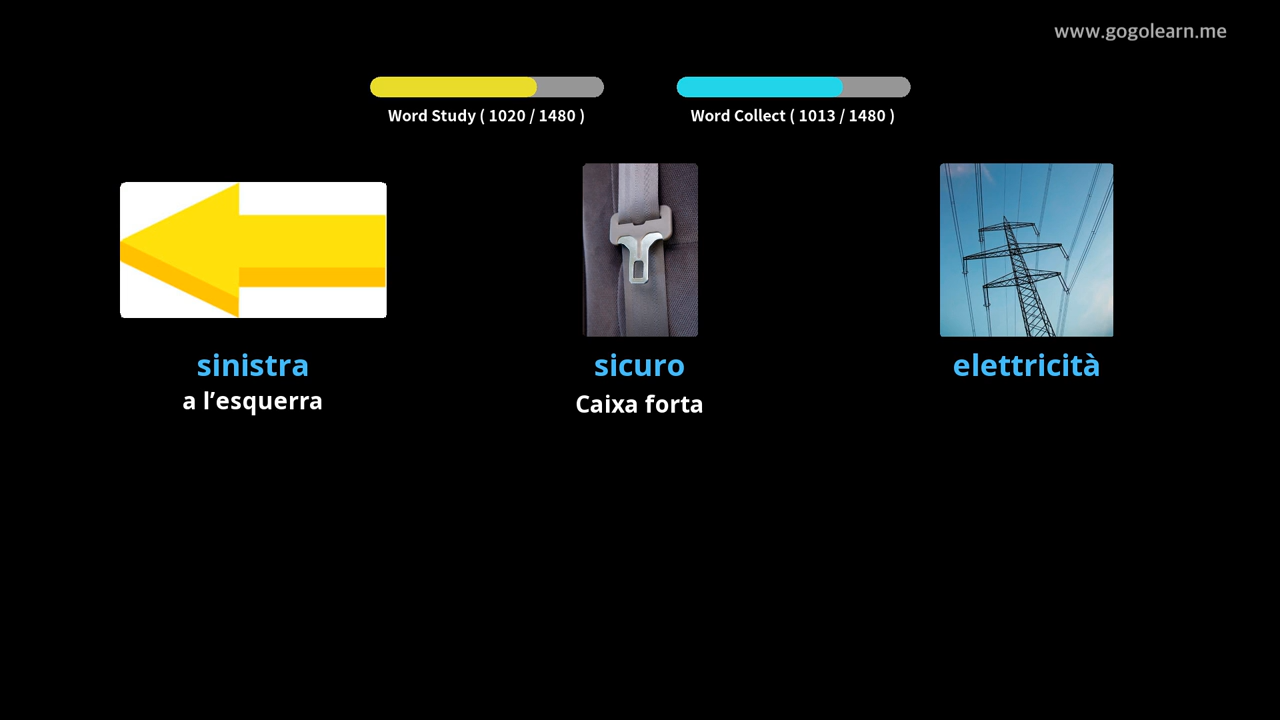 www.gogolearn.me
Word Study ( 1020 / 1480 )
Word Collect ( 1013 / 1480 )
sinistra
a l’esquerra
sicuro
Caixa forta
elettricità